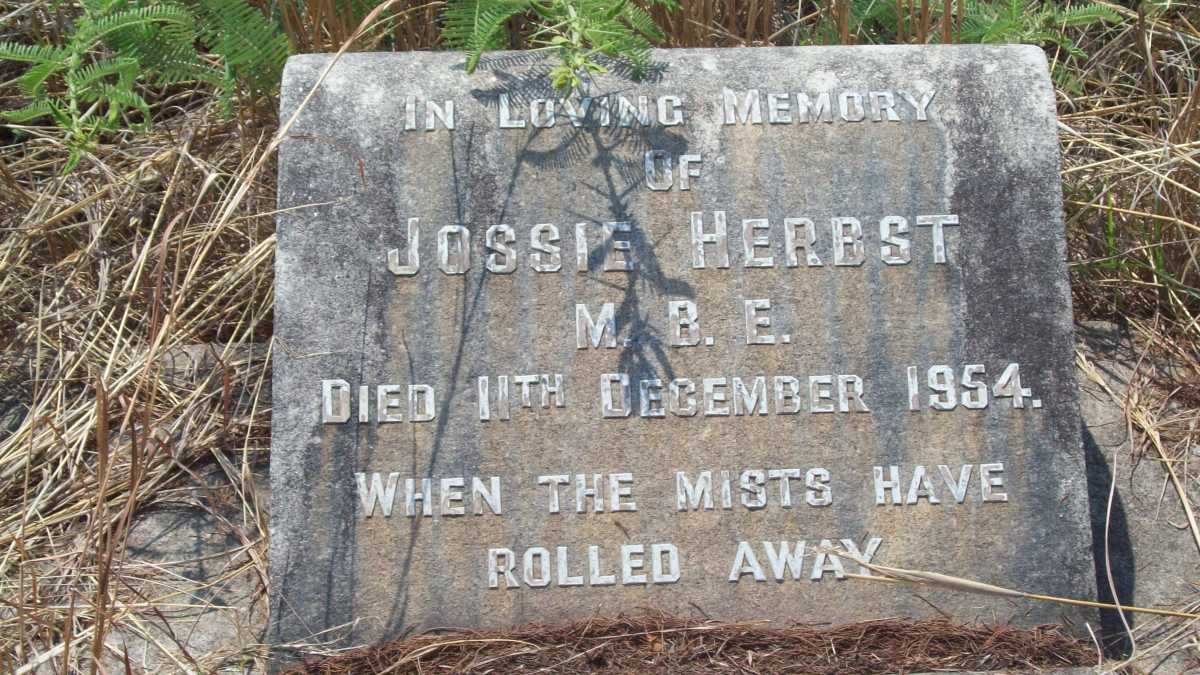 In Loving Memory
Of
Jossie Herbst
M. B. E.
Died 11th December 1954.
When the mists have
rolled away